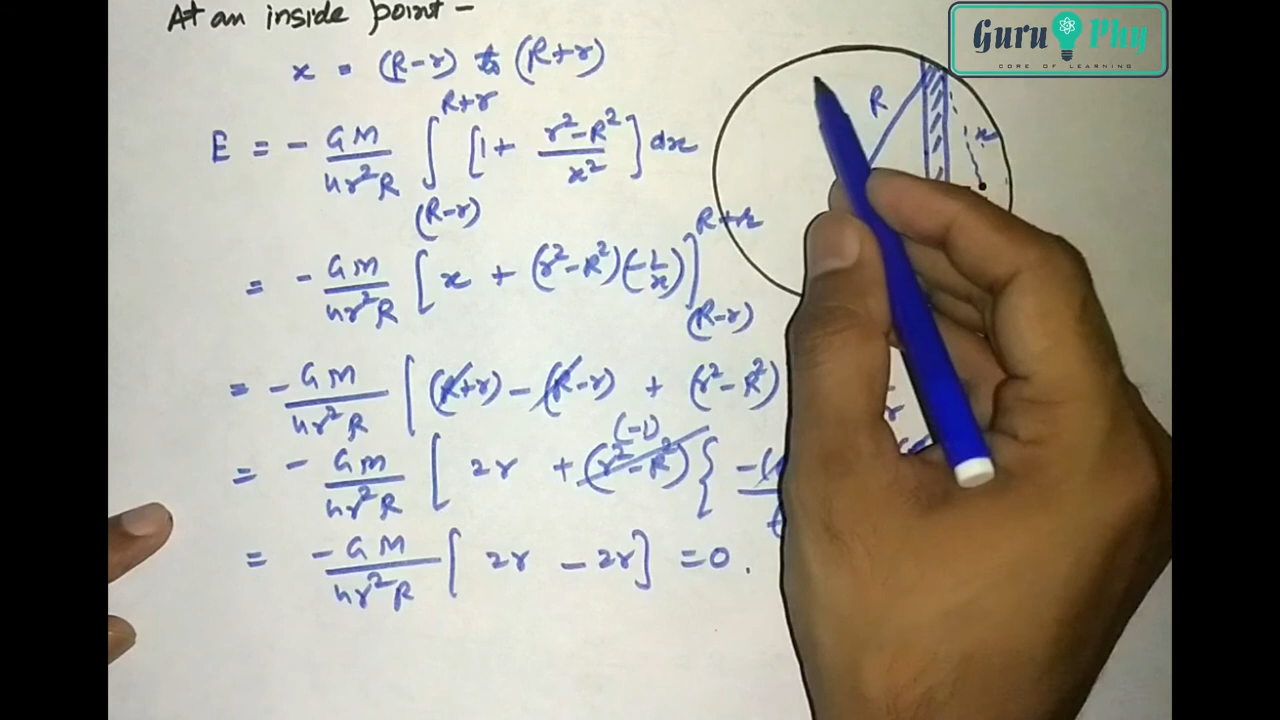 At an inside point -
Guru Phy
CORE OF LEARNING
x = (R-r) to (R+r)
R
x
E = - GM/4r²R ∫_(R-r)^R+r [1 + r²-R²/x²] dx
= - GM/4r²R [x + (r²-R²)(-1/x)]_(R-r)^R+r
= - GM/4r²R [(R+r) - (R-r) + (r²-R²)
= - GM/4r²R [2r + (r²-R²) (-1) {
= -GM/4r²R [2r - 2r] = 0.